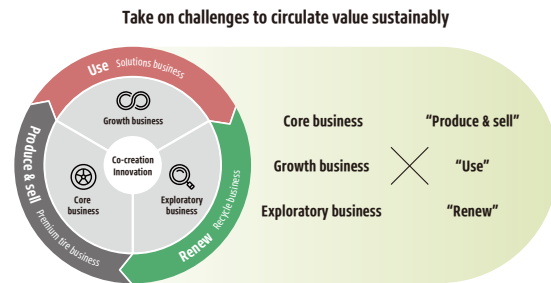 Take on challenges to circulate value sustainably
Use Solutions business
Growth business
Co-creation
Innovation
Core
business
Exploratory
business
Produce & sell
Premium tire business
Renew
Recycle business
Core business “Produce & sell”
Growth business “Use”
Exploratory business “Renew”